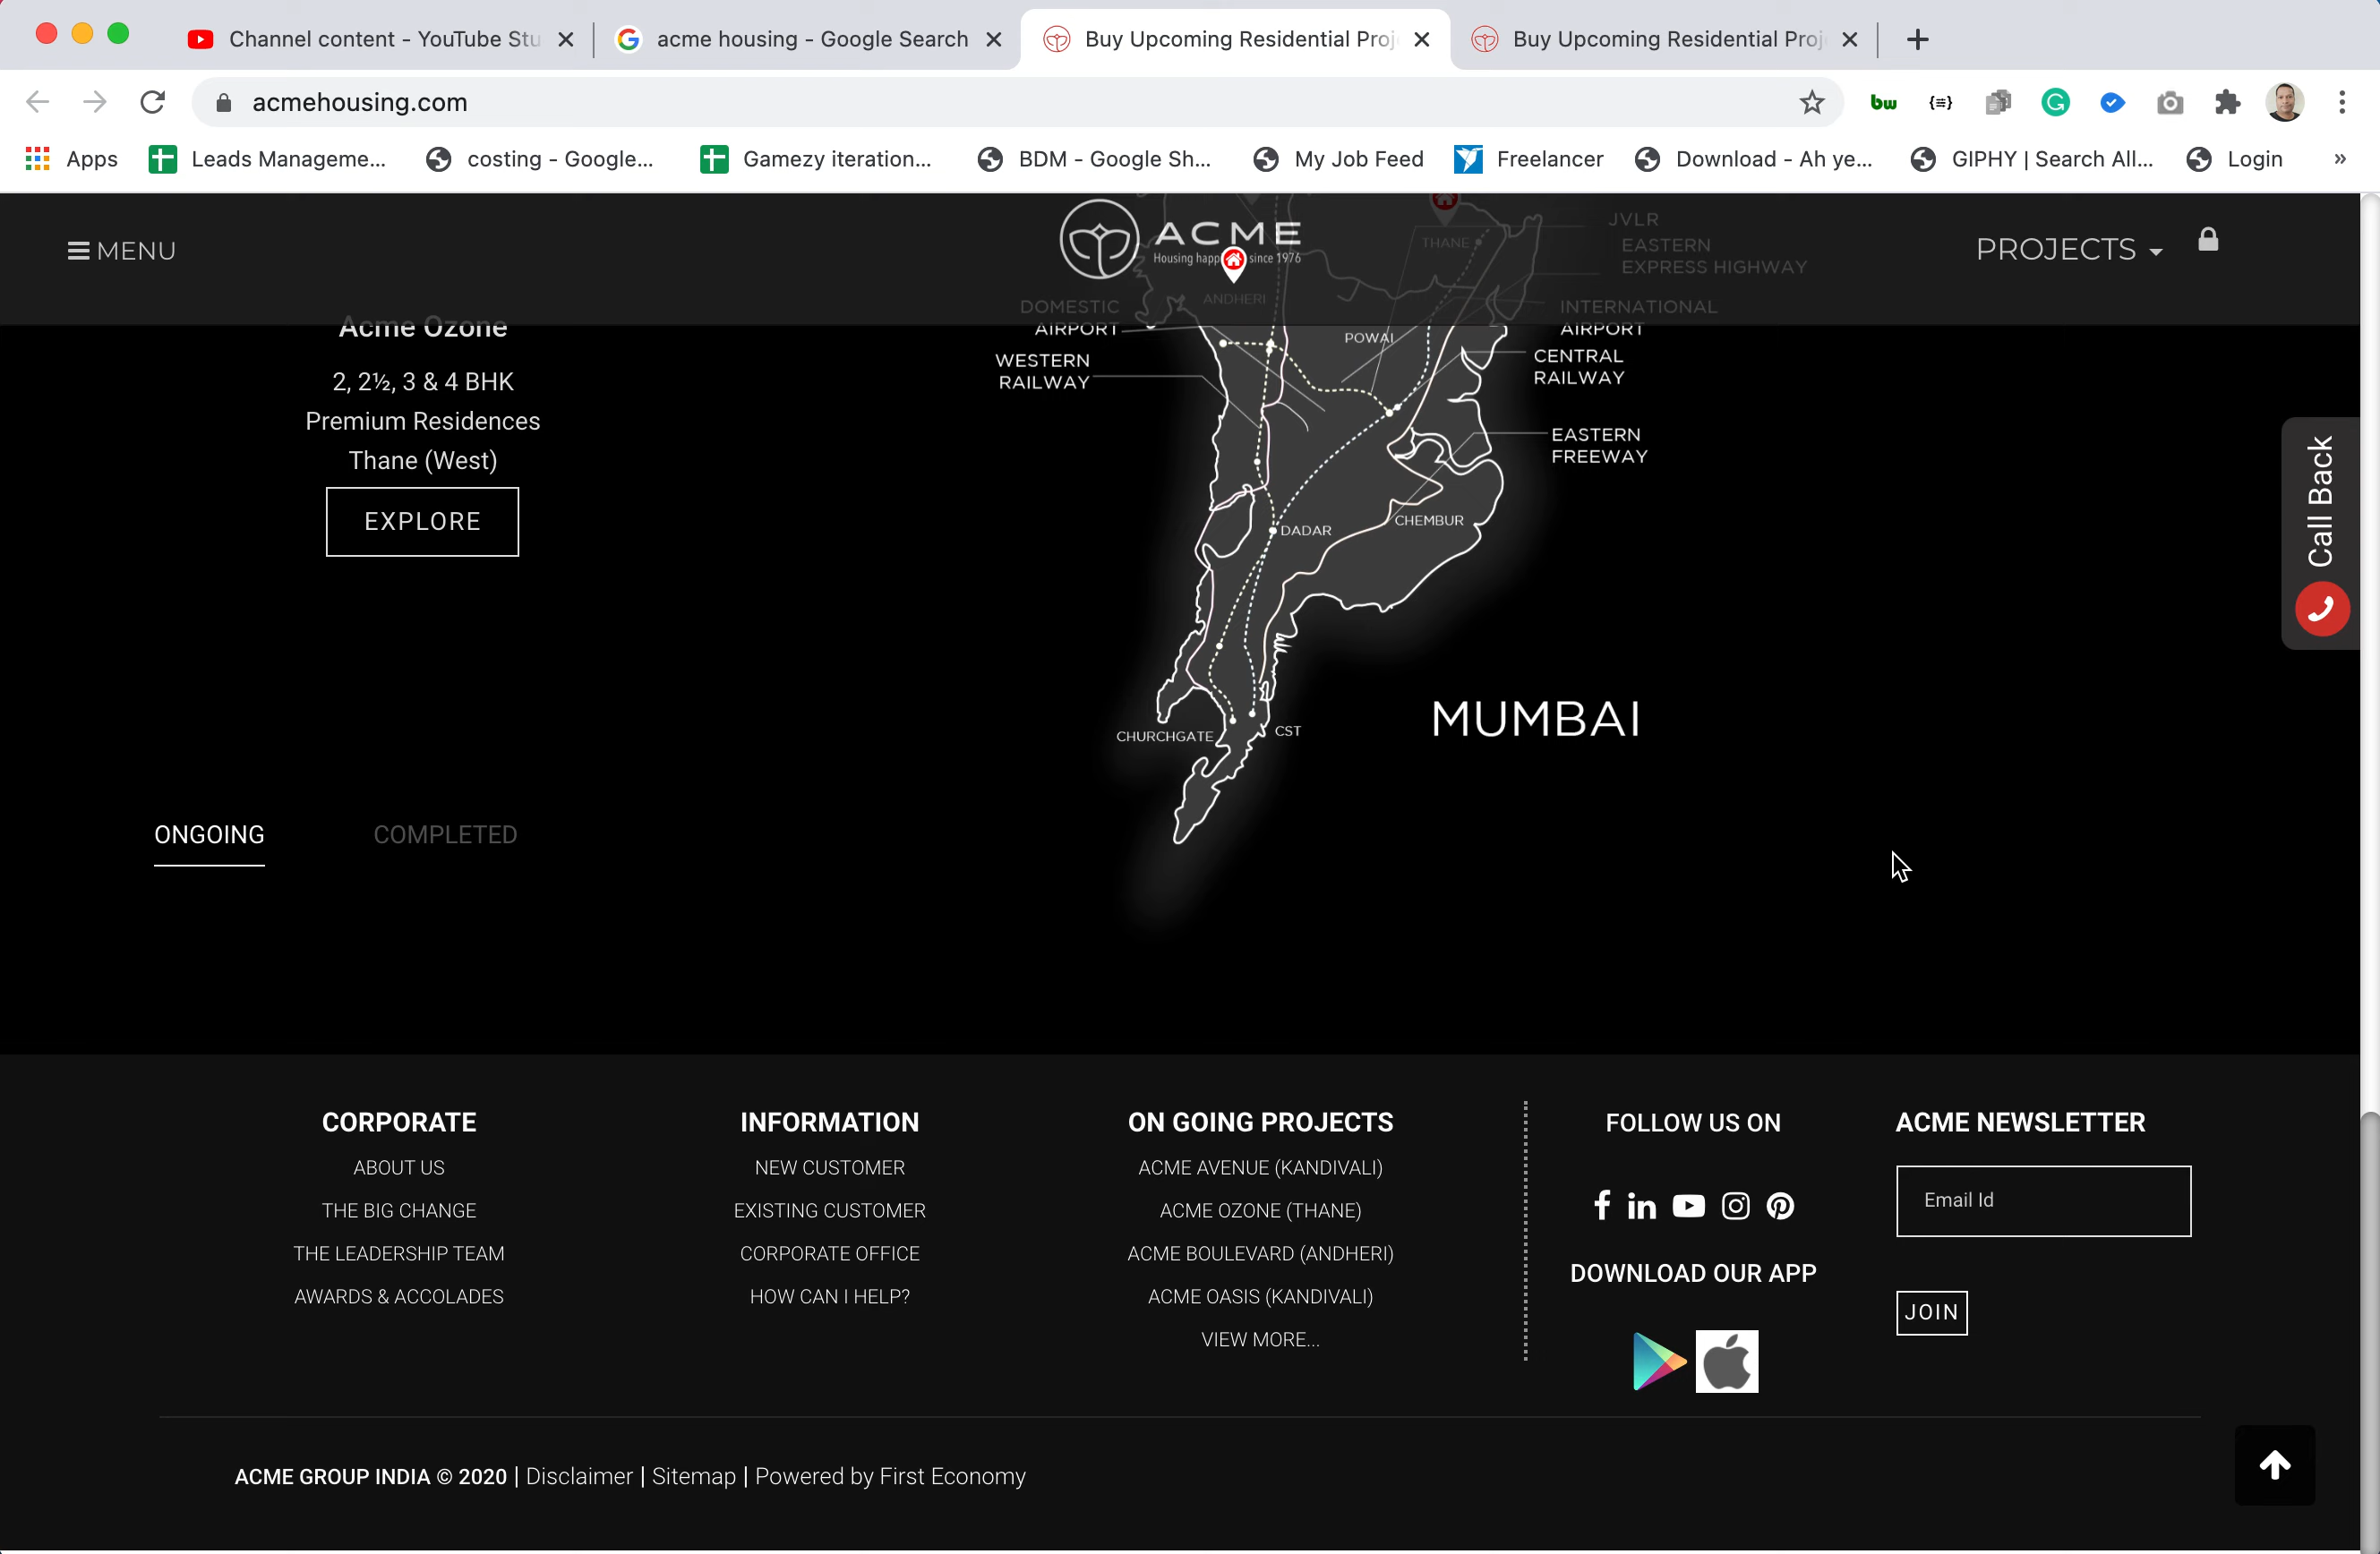 Channel content - YouTube Stu
acme housing - Google Search
Buy Upcoming Residential Proj
Buy Upcoming Residential Proj
acmehousing.com
bw
Apps
Leads Manageme...
costing - Google...
Gamezy iteration...
BDM - Google Sh...
My Job Feed
Freelancer
Download - Ah ye...
GIPHY | Search All...
Login
»
MENU
ACME
Housing happ
since 1976
PROJECTS
JVLR
THANE
EASTERN
EXPRESS HIGHWAY
ANDHERI
DOMESTIC
AIRPORT
INTERNATIONAL
AIRPORT
POWAI
WESTERN
RAILWAY
CENTRAL
RAILWAY
EASTERN
FREEWAY
DADAR
CHEMBUR
CHURCHGATE
CST
MUMBAI
Acme Ozone
2, 2½, 3 & 4 BHK
Premium Residences
Thane (West)
EXPLORE
Call Back
ONGOING
COMPLETED
CORPORATE
ABOUT US
THE BIG CHANGE
THE LEADERSHIP TEAM
AWARDS & ACCOLADES
INFORMATION
NEW CUSTOMER
EXISTING CUSTOMER
CORPORATE OFFICE
HOW CAN I HELP?
ON GOING PROJECTS
ACME AVENUE (KANDIVALI)
ACME OZONE (THANE)
ACME BOULEVARD (ANDHERI)
ACME OASIS (KANDIVALI)
VIEW MORE...
FOLLOW US ON
DOWNLOAD OUR APP
ACME NEWSLETTER
Email Id
JOIN
ACME GROUP INDIA © 2020 | Disclaimer | Sitemap | Powered by First Economy